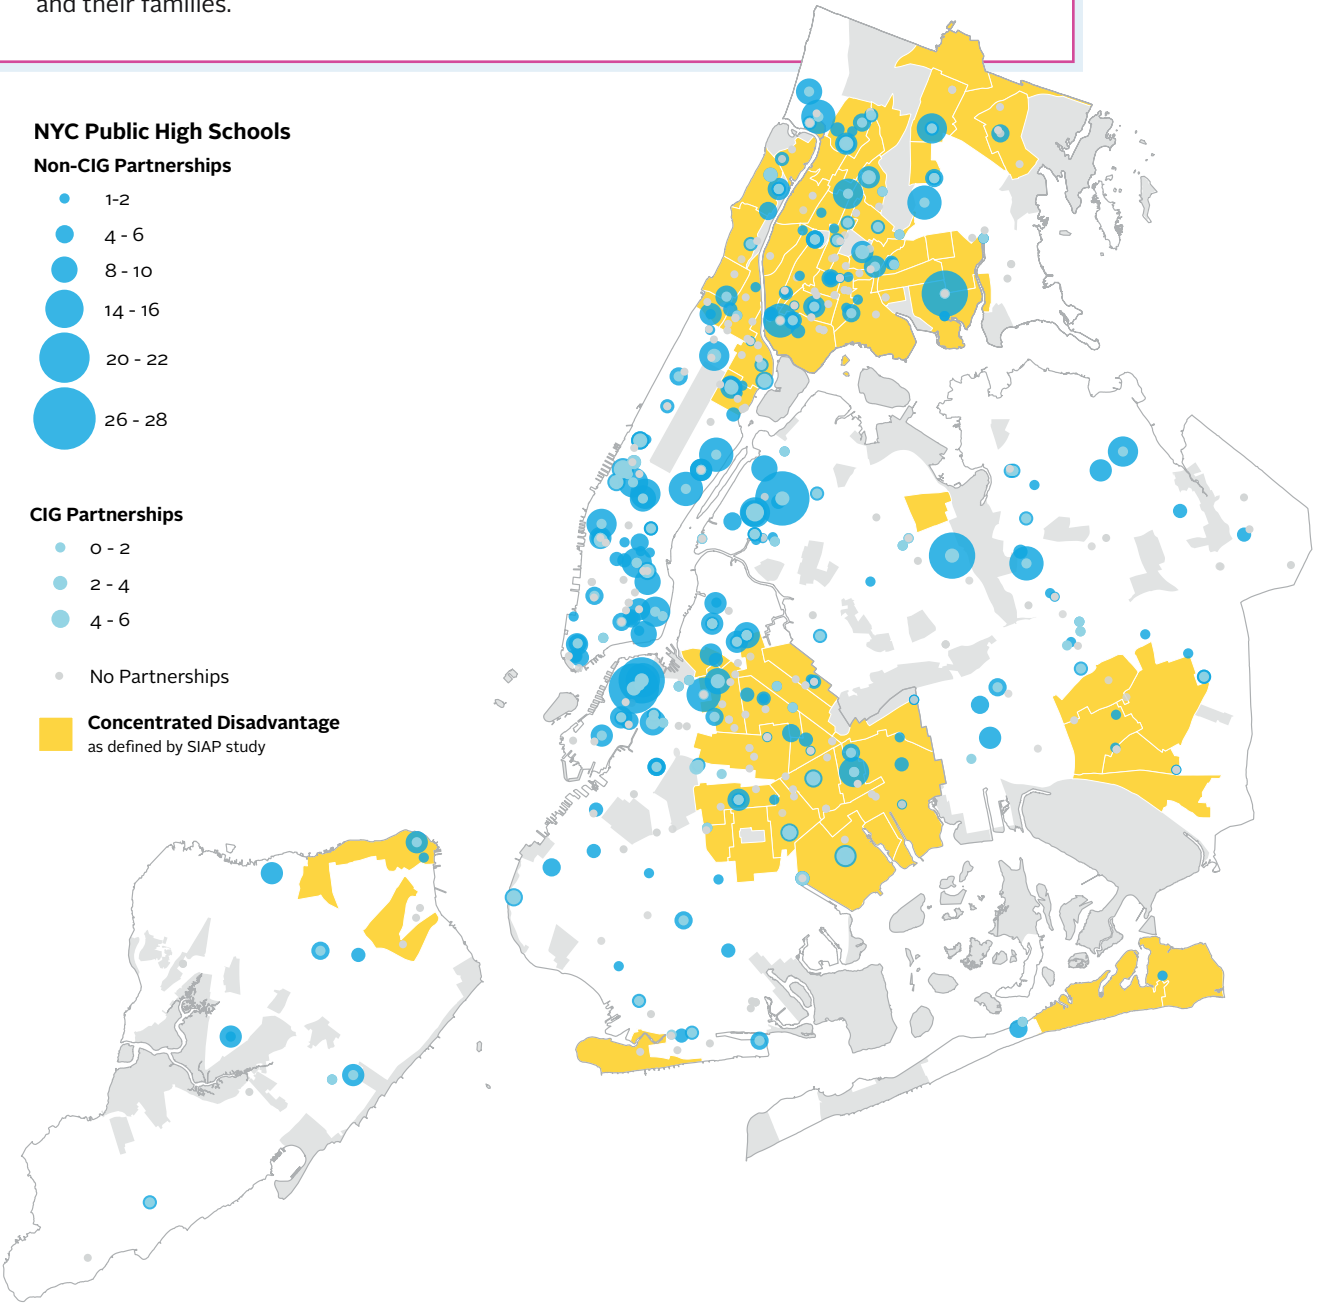 and their families.
NYC Public High Schools
Non-CIG Partnerships
1-2
4 - 6
8 - 10
14 - 16
20 - 22
26 - 28
CIG Partnerships
0 - 2
2 - 4
4 - 6
No Partnerships
Concentrated Disadvantage
as defined by SIAP study